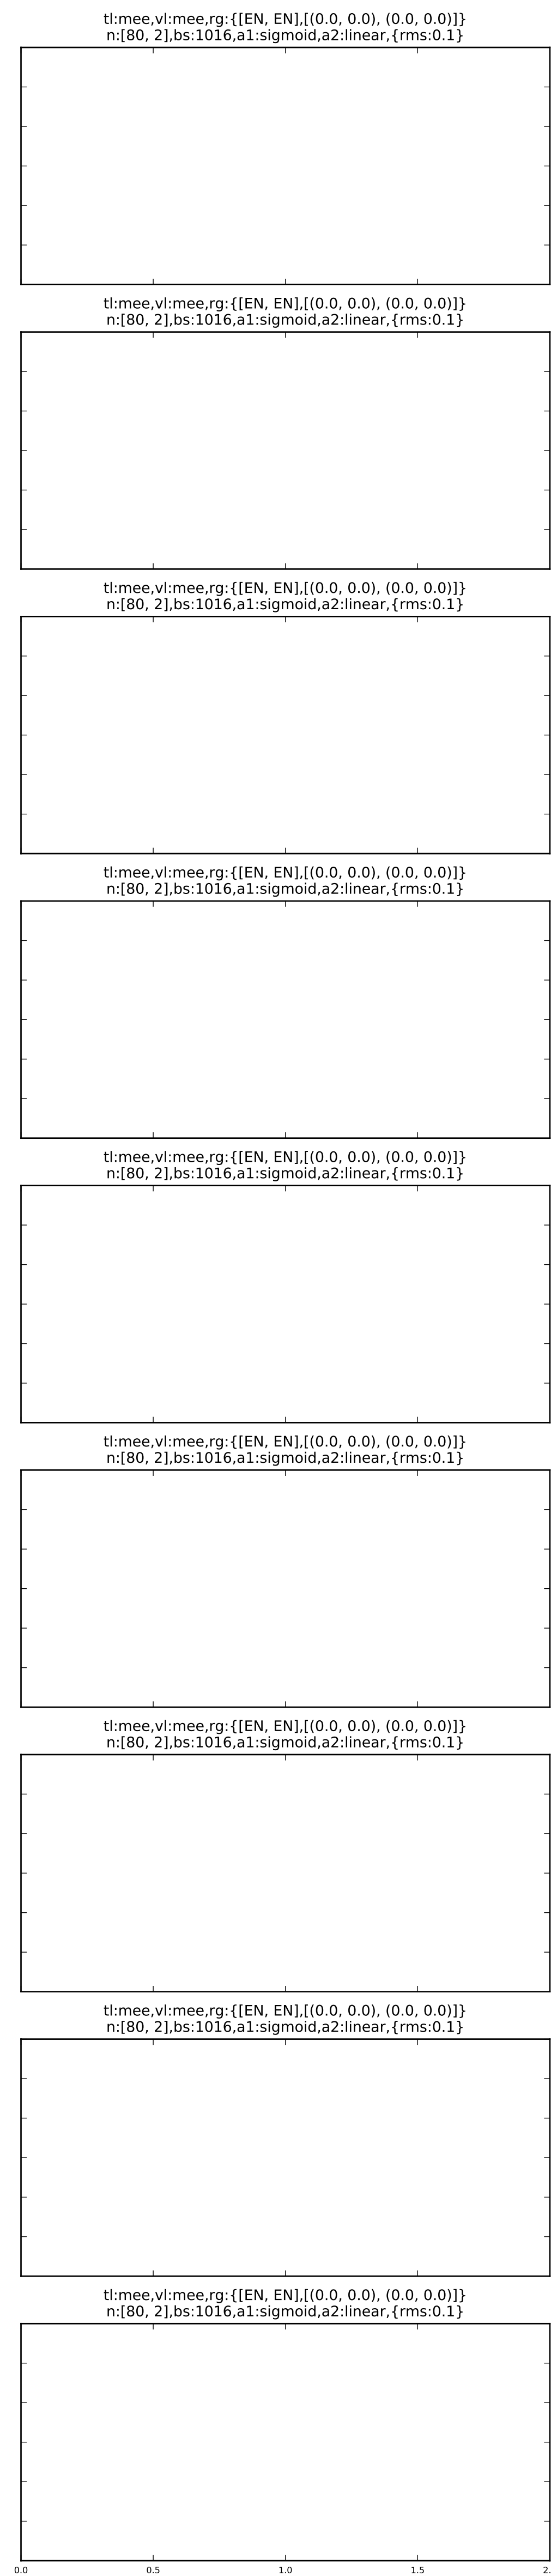 tl:mee,vl:mee,rg:{[EN, EN],[(0.0, 0.0), (0.0, 0.0)]}
n:[80, 2],bs:1016,a1:sigmoid,a2:linear,{rms:0.1}
tl:mee,vl:mee,rg:{[EN, EN],[(0.0, 0.0), (0.0, 0.0)]}
n:[80, 2],bs:1016,a1:sigmoid,a2:linear,{rms:0.1}
tl:mee,vl:mee,rg:{[EN, EN],[(0.0, 0.0), (0.0, 0.0)]}
n:[80, 2],bs:1016,a1:sigmoid,a2:linear,{rms:0.1}
tl:mee,vl:mee,rg:{[EN, EN],[(0.0, 0.0), (0.0, 0.0)]}
n:[80, 2],bs:1016,a1:sigmoid,a2:linear,{rms:0.1}
tl:mee,vl:mee,rg:{[EN, EN],[(0.0, 0.0), (0.0, 0.0)]}
n:[80, 2],bs:1016,a1:sigmoid,a2:linear,{rms:0.1}
tl:mee,vl:mee,rg:{[EN, EN],[(0.0, 0.0), (0.0, 0.0)]}
n:[80, 2],bs:1016,a1:sigmoid,a2:linear,{rms:0.1}
tl:mee,vl:mee,rg:{[EN, EN],[(0.0, 0.0), (0.0, 0.0)]}
n:[80, 2],bs:1016,a1:sigmoid,a2:linear,{rms:0.1}
tl:mee,vl:mee,rg:{[EN, EN],[(0.0, 0.0), (0.0, 0.0)]}
n:[80, 2],bs:1016,a1:sigmoid,a2:linear,{rms:0.1}
tl:mee,vl:mee,rg:{[EN, EN],[(0.0, 0.0), (0.0, 0.0)]}
n:[80, 2],bs:1016,a1:sigmoid,a2:linear,{rms:0.1}
0.0 0.5 1.0 1.5 2.